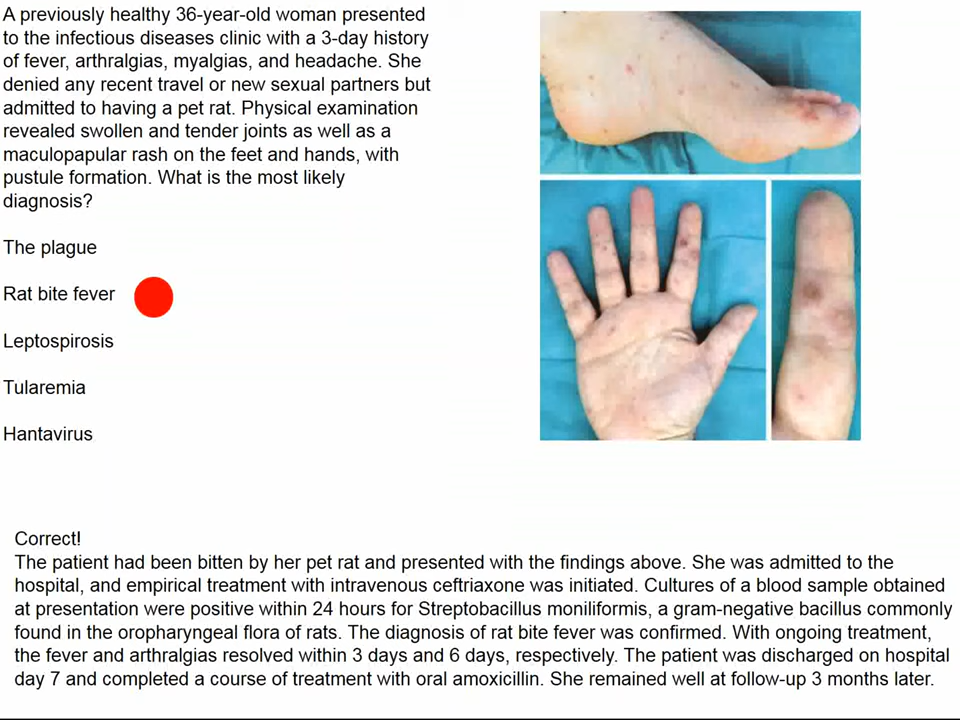 A previously healthy 36-year-old woman presented
to the infectious diseases clinic with a 3-day history
of fever, arthralgias, myalgias, and headache. She
denied any recent travel or new sexual partners but
admitted to having a pet rat. Physical examination
revealed swollen and tender joints as well as a
maculopapular rash on the feet and hands, with
pustule formation. What is the most likely
diagnosis?
The plague
Rat bite fever
Leptospirosis
Tularemia
Hantavirus
Correct!
The patient had been bitten by her pet rat and presented with the findings above. She was admitted to the
hospital, and empirical treatment with intravenous ceftriaxone was initiated. Cultures of a blood sample obtained
at presentation were positive within 24 hours for Streptobacillus moniliformis, a gram-negative bacillus commonly
found in the oropharyngeal flora of rats. The diagnosis of rat bite fever was confirmed. With ongoing treatment,
the fever and arthralgias resolved within 3 days and 6 days, respectively. The patient was discharged on hospital
day 7 and completed a course of treatment with oral amoxicillin. She remained well at follow-up 3 months later.